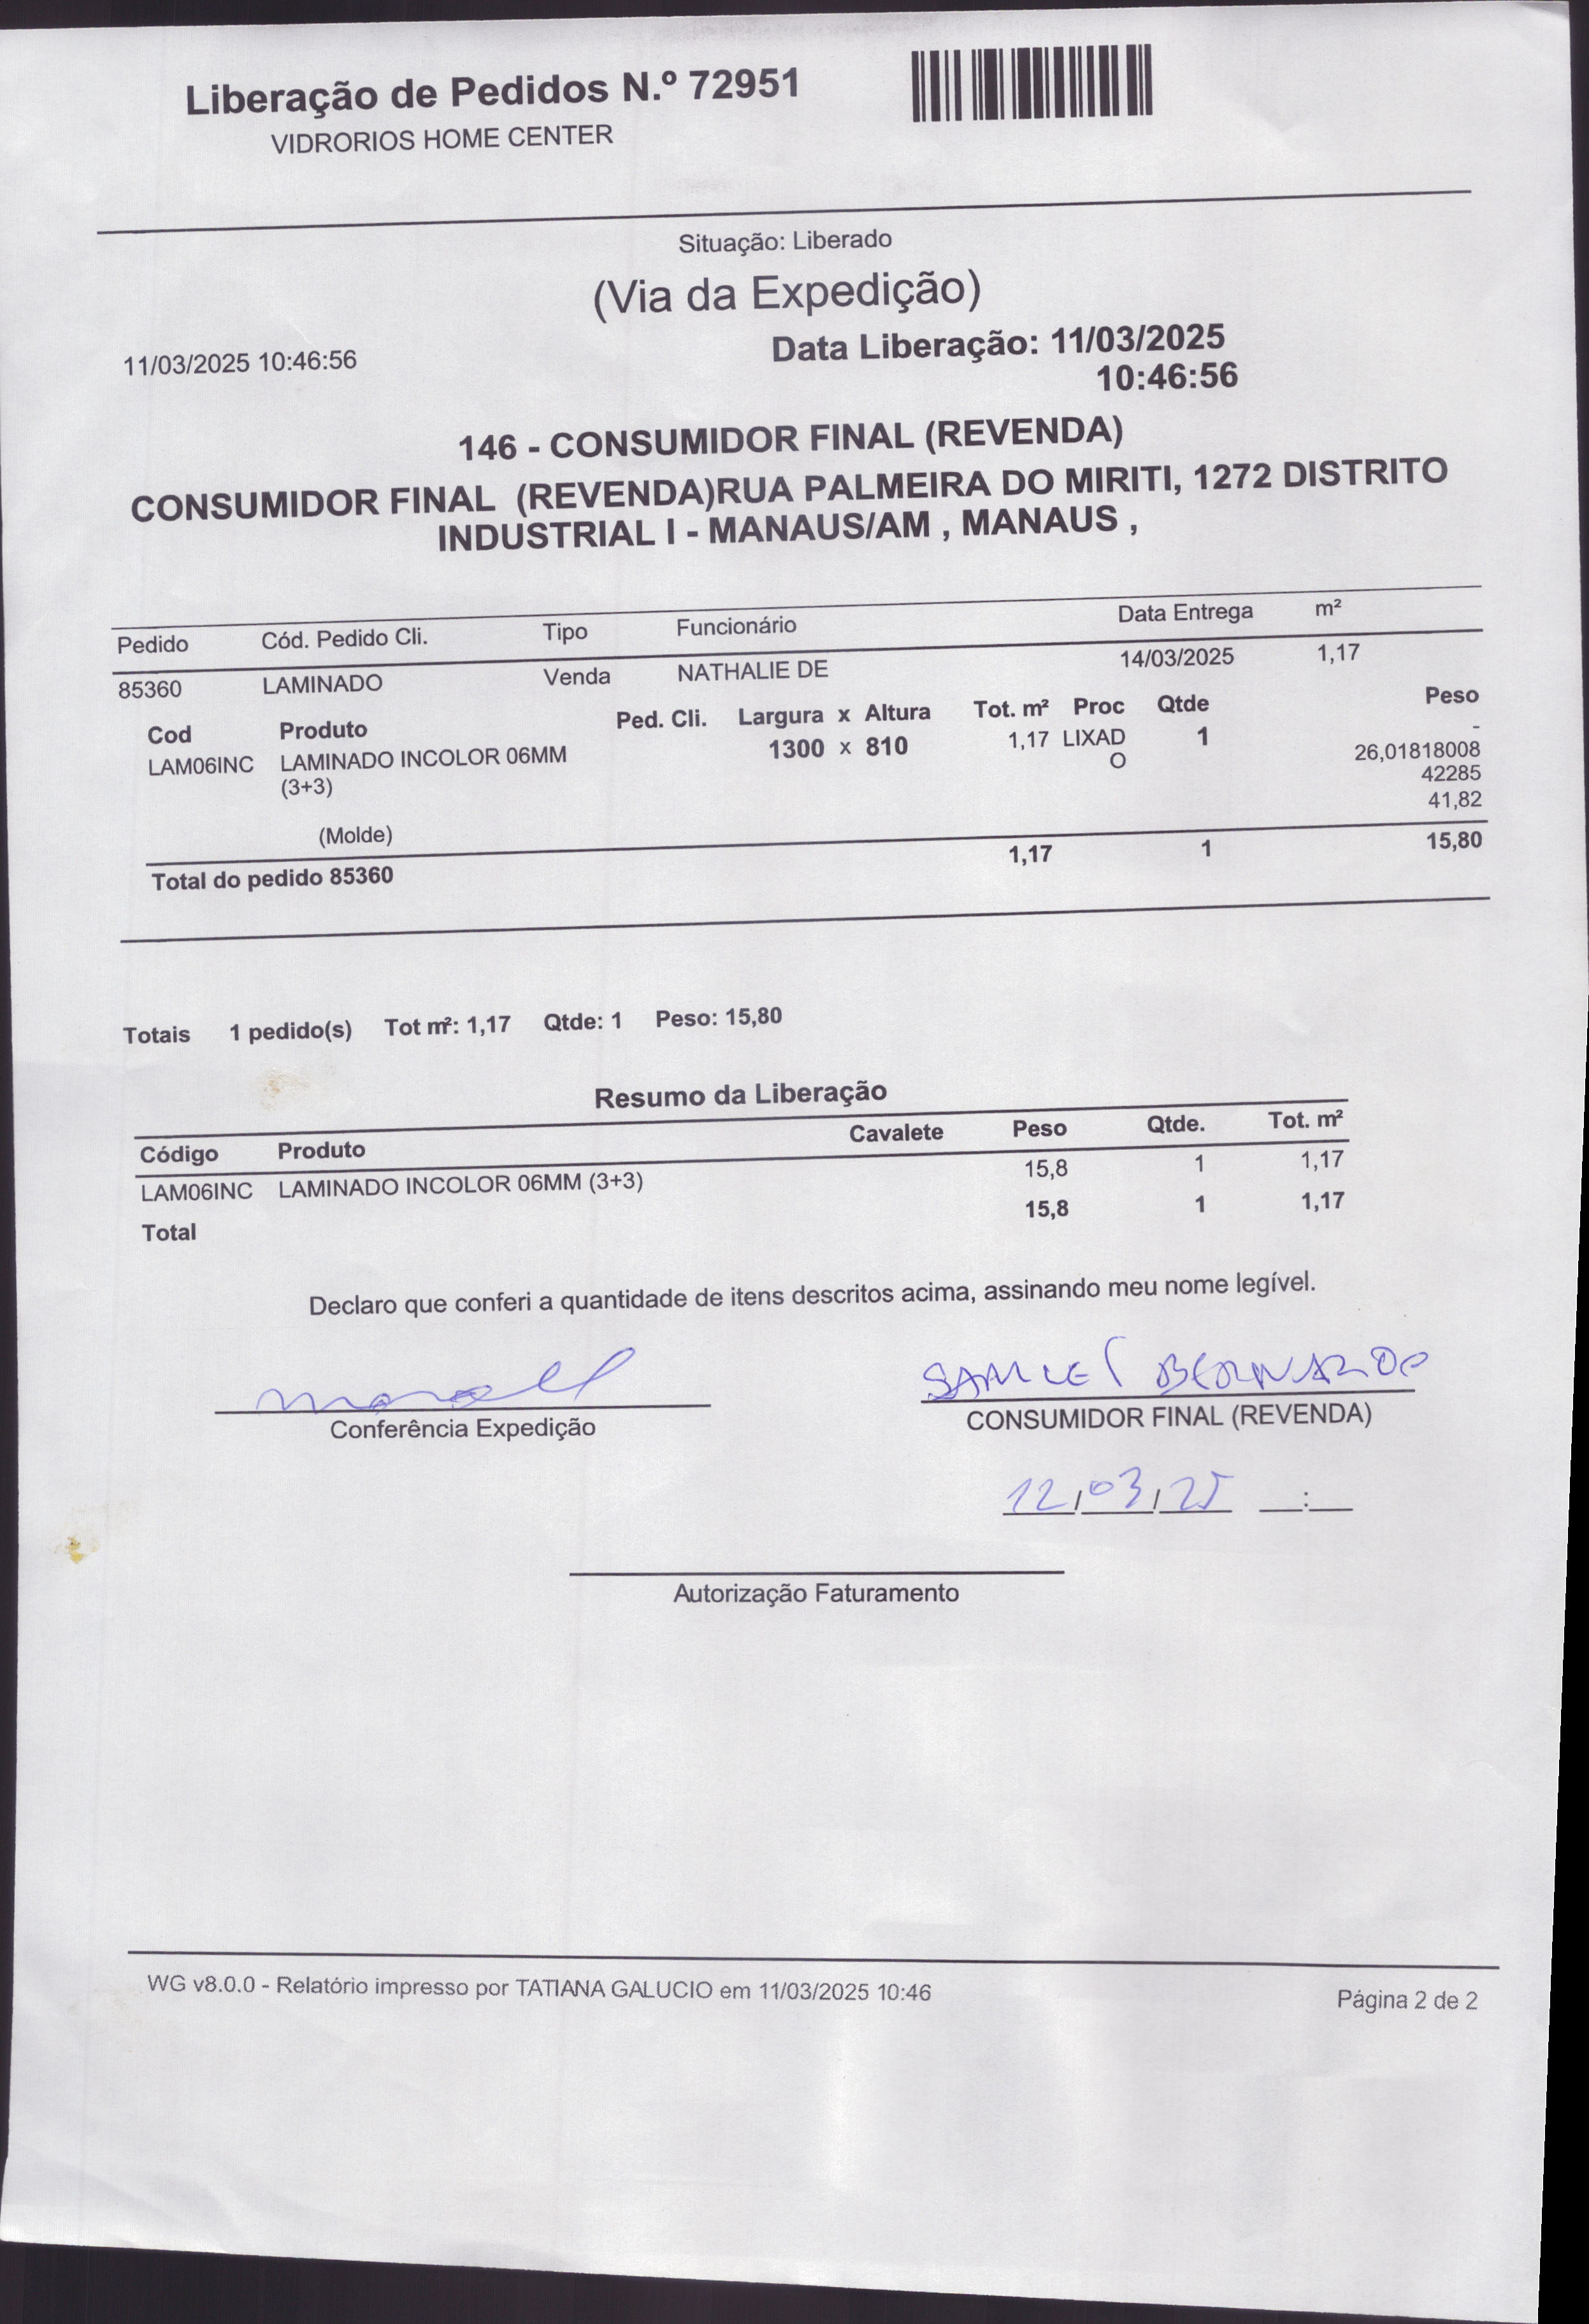 Liberação de Pedidos N.º 72951
VIDRORIOS HOME CENTER
Situação: Liberado
(Via da Expedição)
11/03/2025 10:46:56
Data Liberação: 11/03/2025
10:46:56
146 - CONSUMIDOR FINAL (REVENDA)
CONSUMIDOR FINAL (REVENDA)RUA PALMEIRA DO MIRITI, 1272 DISTRITO
INDUSTRIAL I - MANAUS/AM , MANAUS ,
Pedido Cód. Pedido Cli. Tipo Funcionário Data Entrega m²
85360 LAMINADO Venda NATHALIE DE 14/03/2025 1,17
Cod Produto Ped. Cli. Largura x Altura Tot. m² Proc Qtde Peso
LAM06INC LAMINADO INCOLOR 06MM 1300 x 810 1,17 LIXAD 1 -
(3+3) O 26,01818008
42285
41,82
(Molde)
Total do pedido 85360 1,17 1 15,80
Totais 1 pedido(s) Tot m²: 1,17 Qtde: 1 Peso: 15,80
Resumo da Liberação
Código Produto Cavalete Peso Qtde. Tot. m²
LAM06INC LAMINADO INCOLOR 06MM (3+3) 15,8 1 1,17
Total 15,8 1 1,17
Declaro que conferi a quantidade de itens descritos acima, assinando meu nome legível.
SAMUEL BERNARDO
Conferência Expedição CONSUMIDOR FINAL (REVENDA)
12/03/25 __:__
Autorização Faturamento
WG v8.0.0 - Relatório impresso por TATIANA GALUCIO em 11/03/2025 10:46
Página 2 de 2